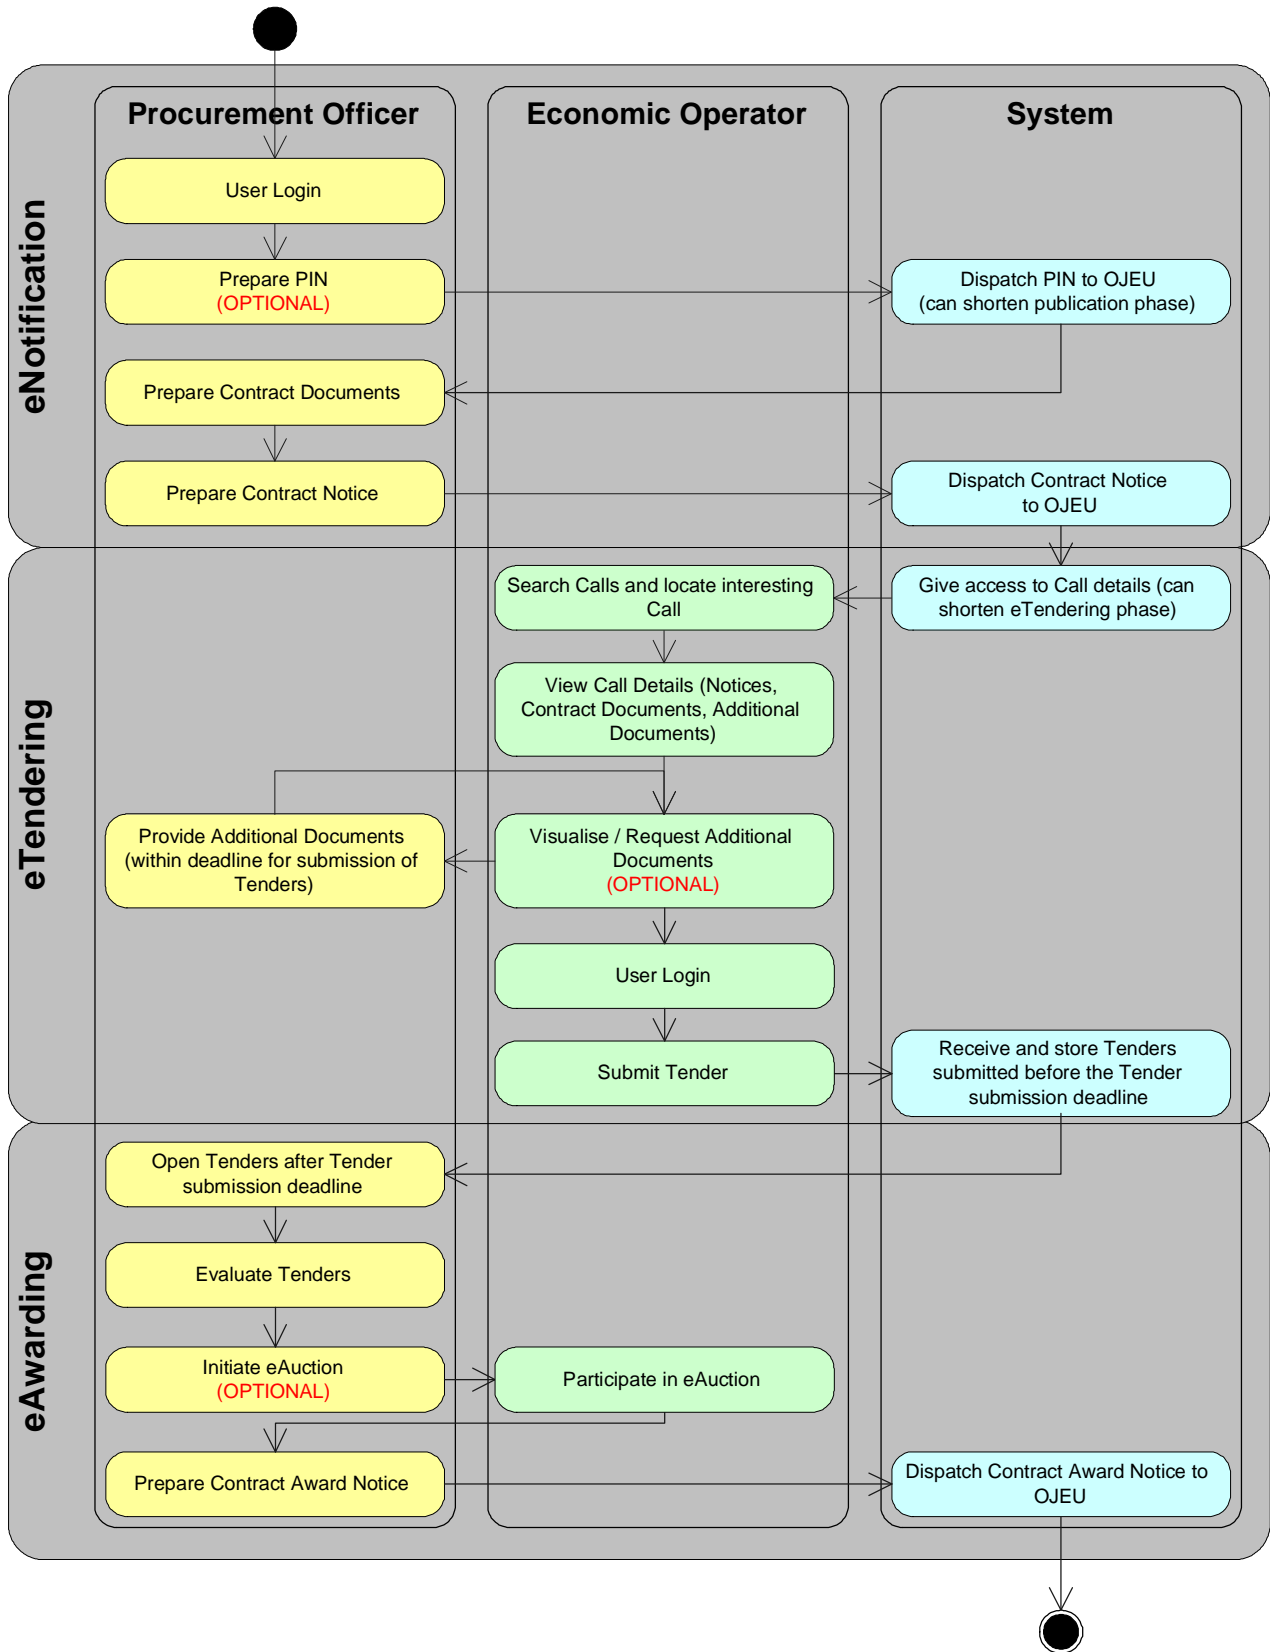 Procurement Officer
Economic Operator
System
eNotification
User Login
Prepare PIN
(OPTIONAL)
Dispatch PIN to OJEU
(can shorten publication phase)
Prepare Contract Documents
Prepare Contract Notice
Dispatch Contract Notice
to OJEU
eTendering
Search Calls and locate interesting
Call
Give access to Call details (can
shorten eTendering phase)
View Call Details (Notices,
Contract Documents, Additional
Documents)
Provide Additional Documents
(within deadline for submission of
Tenders)
Visualise / Request Additional
Documents
(OPTIONAL)
User Login
Submit Tender
Receive and store Tenders
submitted before the Tender
submission deadline
eAwarding
Open Tenders after Tender
submission deadline
Evaluate Tenders
Initiate eAuction
(OPTIONAL)
Participate in eAuction
Prepare Contract Award Notice
Dispatch Contract Award Notice to
OJEU